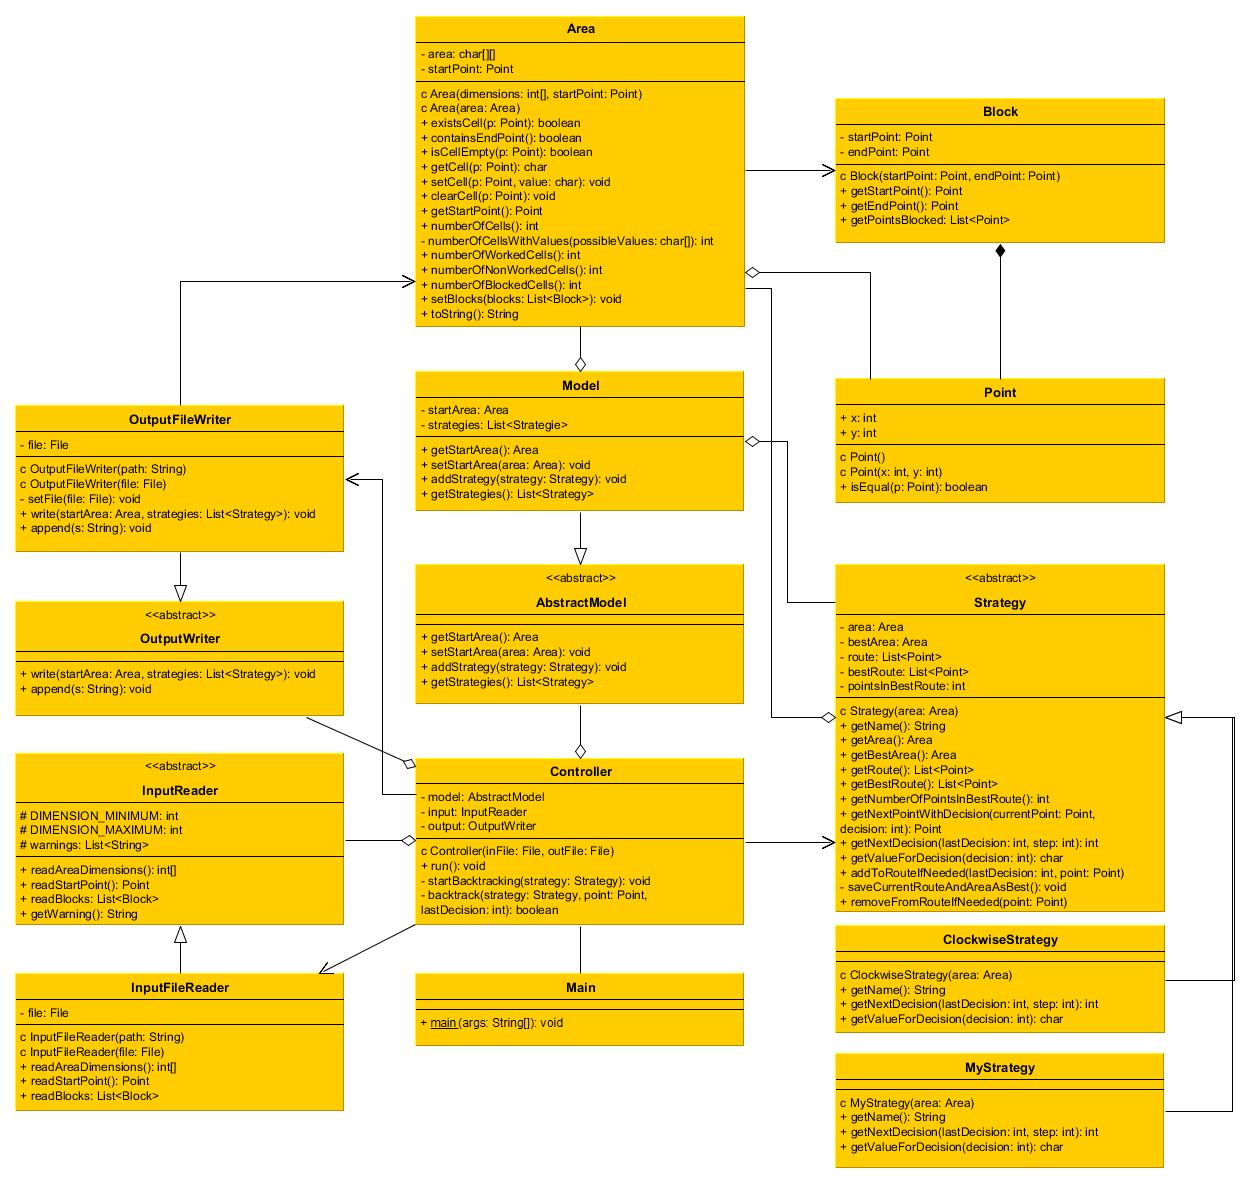 Area
- area: char[][]
- startPoint: Point
c Area(dimensions: int[], startPoint: Point)
c Area(area: Area)
+ existsCell(p: Point): boolean
+ containsEndPoint(): boolean
+ isCellEmpty(p: Point): boolean
+ getCell(p: Point): char
+ setCell(p: Point, value: char): void
+ clearCell(p: Point): void
+ getStartPoint(): Point
+ numberOfCells(): int
- numberOfCellsWithValues(possibleValues: char[]): int
+ numberOfWorkedCells(): int
+ numberOfNonWorkedCells(): int
+ numberOfBlockedCells(): int
+ setBlocks(blocks: List<Block>): void
+ toString(): String
Block
- startPoint: Point
- endPoint: Point
c Block(startPoint: Point, endPoint: Point)
+ getStartPoint(): Point
+ getEndPoint(): Point
+ getPointsBlocked: List<Point>
Model
- startArea: Area
- strategies: List<Strategie>
+ getStartArea(): Area
+ setStartArea(area: Area): void
+ addStrategy(strategy: Strategy): void
+ getStrategies(): List<Strategy>
Point
+ x: int
+ y: int
c Point()
c Point(x: int, y: int)
+ isEqual(p: Point): boolean
OutputFileWriter
- file: File
c OutputFileWriter(path: String)
c OutputFileWriter(file: File)
- setFile(file: File): void
+ write(startArea: Area, strategies: List<Strategy>): void
+ append(s: String): void
<<abstract>>
OutputWriter
+ write(startArea: Area, strategies: List<Strategy>): void
+ append(s: String): void
<<abstract>>
AbstractModel
+ getStartArea(): Area
+ setStartArea(area: Area): void
+ addStrategy(strategy: Strategy): void
+ getStrategies(): List<Strategy>
<<abstract>>
Strategy
- area: Area
- bestArea: Area
- route: List<Point>
- bestRoute: List<Point>
- pointsInBestRoute: int
c Strategy(area: Area)
+ getName(): String
+ getArea(): Area
+ getBestArea(): Area
+ getRoute(): List<Point>
+ getBestRoute(): List<Point>
+ getNumberOfPointsInBestRoute(): int
+ getNextPointWithDecision(currentPoint: Point,
decision: int): Point
+ getNextDecision(lastDecision: int, step: int): int
+ getValueForDecision(decision: int): char
+ addToRouteIfNeeded(lastDecision: int, point: Point)
- saveCurrentRouteAndAreaAsBest(): void
+ removeFromRouteIfNeeded(point: Point)
<<abstract>>
InputReader
# DIMENSION_MINIMUM: int
# DIMENSION_MAXIMUM: int
# warnings: List<String>
+ readAreaDimensions(): int[]
+ readStartPoint(): Point
+ readBlocks: List<Block>
+ getWarning(): String
Controller
- model: AbstractModel
- input: InputReader
- output: OutputWriter
c Controller(inFile: File, outFile: File)
+ run(): void
- startBacktracking(strategy: Strategy): void
- backtrack(strategy: Strategy, point: Point,
lastDecision: int): boolean
InputFileReader
- file: File
c InputFileReader(path: String)
c InputFileReader(file: File)
+ readAreaDimensions(): int[]
+ readStartPoint(): Point
+ readBlocks: List<Block>
Main
+ main(args: String[]): void
ClockwiseStrategy
c ClockwiseStrategy(area: Area)
+ getName(): String
+ getNextDecision(lastDecision: int, step: int): int
+ getValueForDecision(decision: int): char
MyStrategy
c MyStrategy(area: Area)
+ getName(): String
+ getNextDecision(lastDecision: int, step: int): int
+ getValueForDecision(decision: int): char